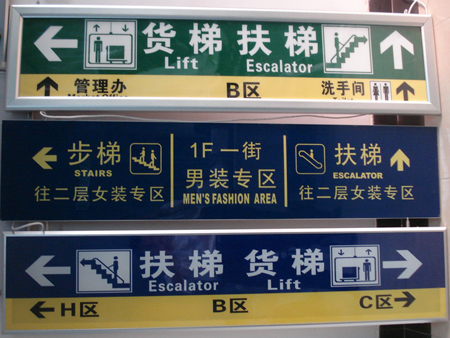 货梯 扶梯
Lift Escalator
管理办 B区 洗手间
步梯
STAIRS
往二层女装专区
1F一街
男装专区
MEN'S FASHION AREA
扶梯
ESCALATOR
往二层女装专区
扶梯 货梯
Escalator Lift
H区 B区 C区